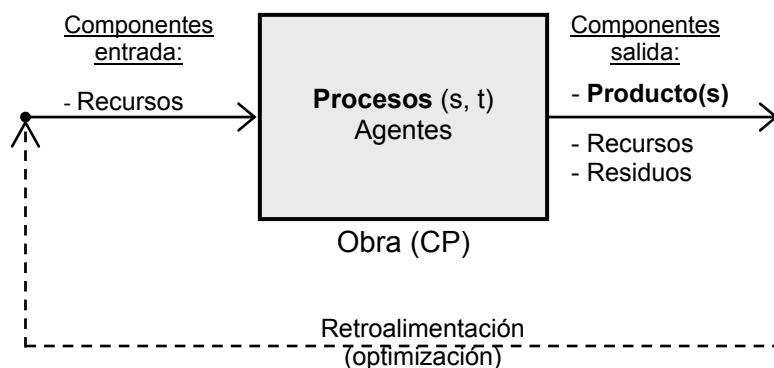 Componentes
entrada:
- Recursos
Procesos (s, t)
Agentes
Obra (CP)
Componentes
salida:
- Producto(s)
- Recursos
- Residuos
Retroalimentación
(optimización)